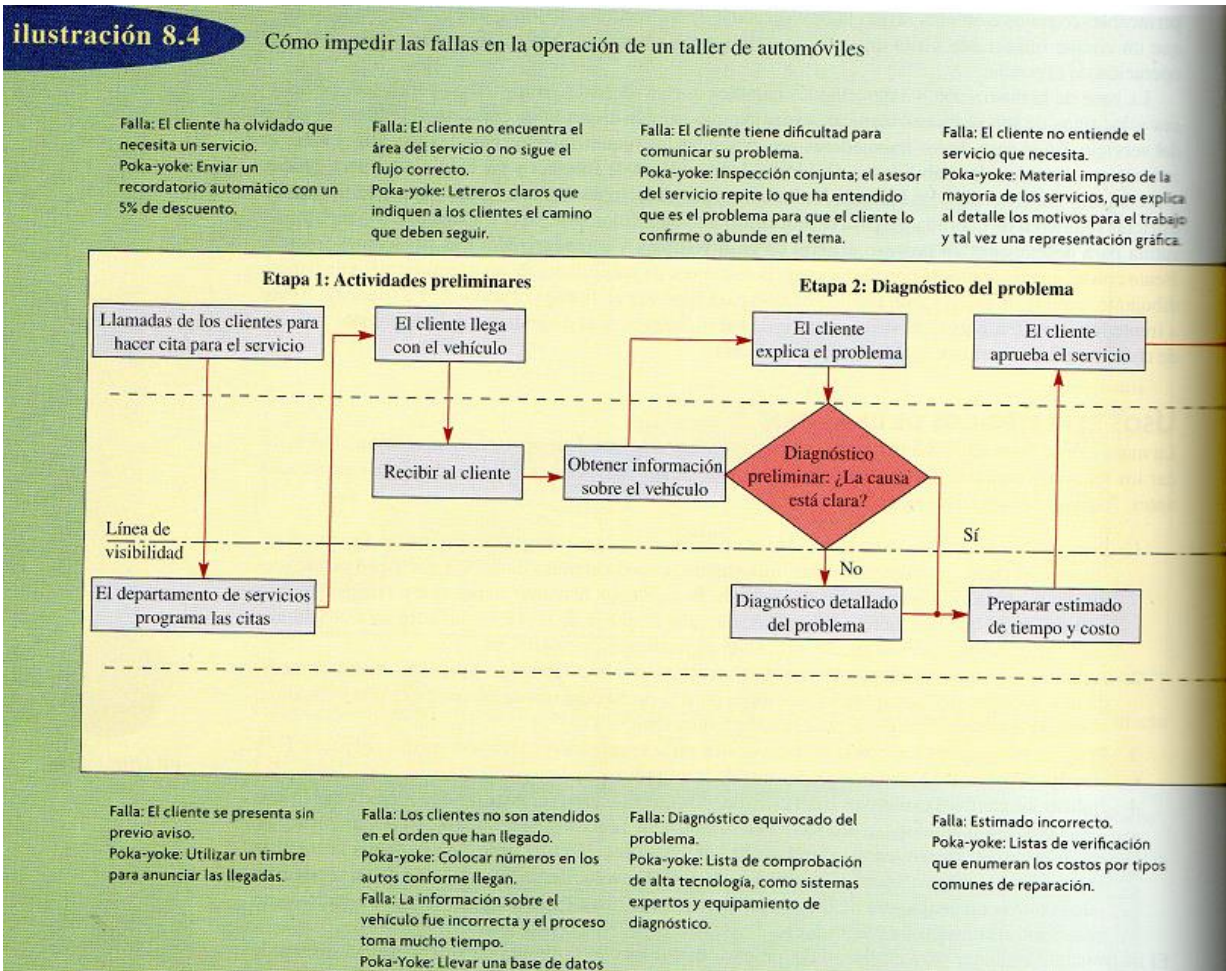 ilustración 8.4
Cómo impedir las fallas en la operación de un taller de automóviles
Falla: El cliente ha olvidado que
necesita un servicio.
Poka-yoke: Enviar un
recordatorio automático con un
5% de descuento.
Falla: El cliente no encuentra el
área del servicio o no sigue el
flujo correcto.
Poka-yoke: Letreros claros que
indiquen a los clientes el camino
que deben seguir.
Falla: El cliente tiene dificultad para
comunicar su problema.
Poka-yoke: Inspección conjunta; el asesor
del servicio repite lo que ha entendido
que es el problema para que el cliente lo
confirme o abunde en el tema.
Falla: El cliente no entiende el
servicio que necesita.
Poka-yoke: Material impreso de la
mayoría de los servicios, que explica
al detalle los motivos para el trabajo
y tal vez una representación gráfica.
Etapa 1: Actividades preliminares
Llamadas de los clientes para
hacer cita para el servicio
El cliente llega
con el vehículo
Recibir al cliente
Obtener información
sobre el vehículo
Línea de
visibilidad
El departamento de servicios
programa las citas
Etapa 2: Diagnóstico del problema
El cliente
explica el problema
El cliente
aprueba el servicio
Diagnóstico
preliminar: ¿La causa
está clara?
Sí
No
Diagnóstico detallado
del problema
Preparar estimado
de tiempo y costo
Falla: El cliente se presenta sin
previo aviso.
Poka-yoke: Utilizar un timbre
para anunciar las llegadas.
Falla: Los clientes no son atendidos
en el orden que han llegado.
Poka-yoke: Colocar números en los
autos conforme llegan.
Falla: La información sobre el
vehículo fue incorrecta y el proceso
toma mucho tiempo.
Poka-Yoke: Llevar una base de datos
Falla: Diagnóstico equivocado del
problema.
Poka-yoke: Lista de comprobación
de alta tecnología, como sistemas
expertos y equipamiento de
diagnóstico.
Falla: Estimado incorrecto.
Poka-yoke: Listas de verificación
que enumeran los costos por tipos
comunes de reparación.